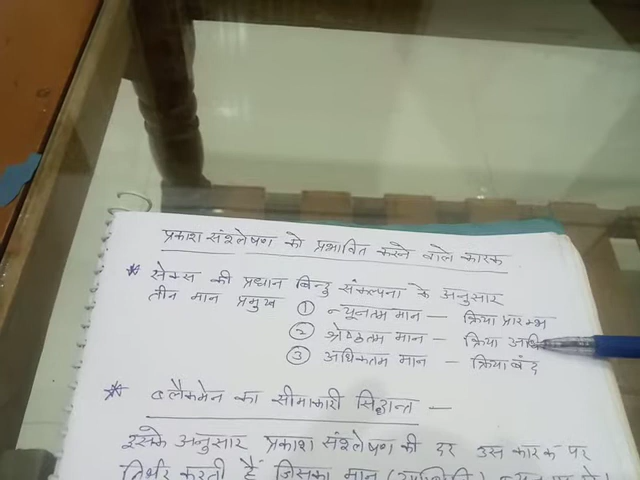 प्रकाश संश्लेषण को प्रभावित करने वाले कारक
* सेक्स की प्रधान बिन्दु संकल्पना के अनुसार
तीन मान प्रमुख ① न्यूनतम मान — क्रिया प्रारम्भ
② श्रेष्ठतम मान - क्रिया अधि
③ अधिकतम मान - क्रिया बंद
* ब्लैकमेन का सीमाकारी सिद्धान्त —
इसके अनुसार प्रकाश संश्लेषण की दर उस कारक पर
निर्भर करती है जिसका मान